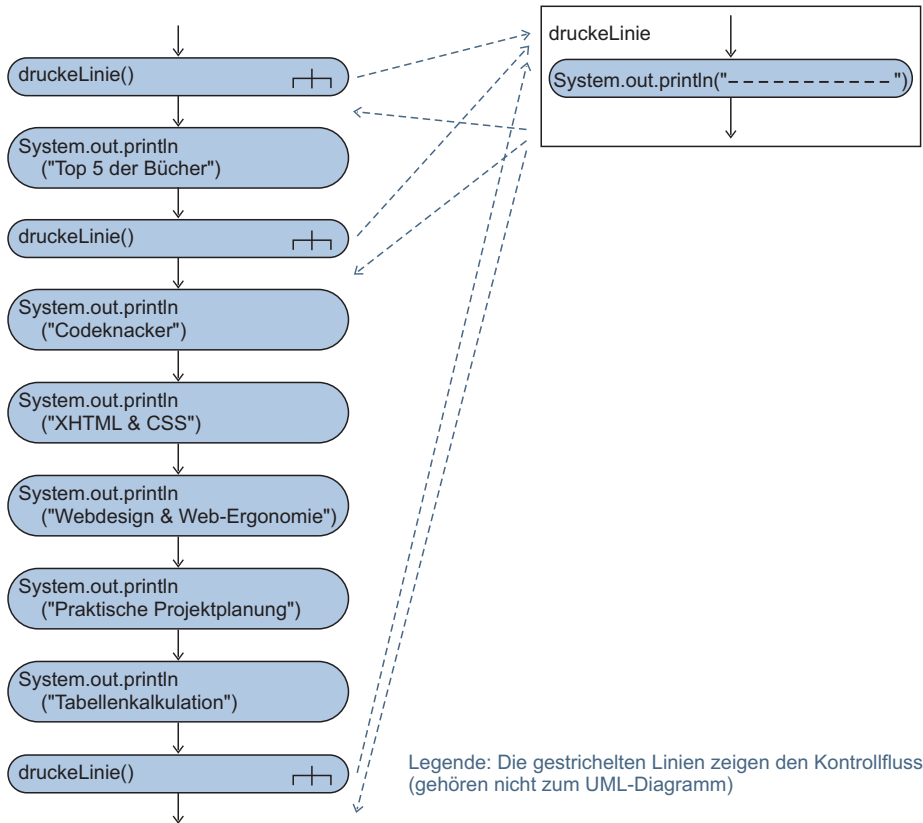 druckeLinie()
System.out.println
("Top 5 der Bücher")
druckeLinie()
System.out.println
("Codeknacker")
System.out.println
("XHTML & CSS")
System.out.println
("Webdesign & Web-Ergonomie")
System.out.println
("Praktische Projektplanung")
System.out.println
("Tabellenkalkulation")
druckeLinie()
druckeLinie
System.out.println("– – – – – – – – – – – – – – – –")
Legende: Die gestrichelten Linien zeigen den Kontrollfluss
(gehören nicht zum UML-Diagramm)